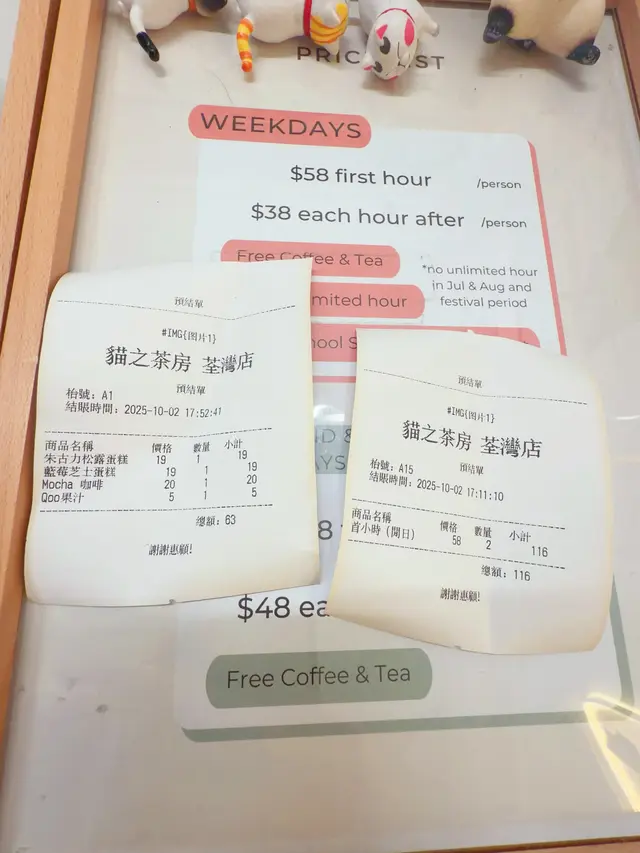 PRIC ST
WEEKDAYS
$58 first hour /person
$38 each hour after /person
Free Coffee & Tea
*no unlimited hour
in Jul & Aug and
festival period
mited hour
ool S
D &
YS
8
$48 ea
Free Coffee & Tea
預結單
#IMG{图片1}
貓之茶房 荃灣店
預結單
枱號: A1
結賬時間: 2025-10-02 17:52:41
商品名稱 價格 數量 小計
朱古力松露蛋糕 19 1 19
藍莓芝士蛋糕 19 1 19
Mocha 咖啡 20 1 20
Qoo果汁 5 1 5
總額: 63
謝謝惠顧!
預結單
#IMG{图片1}
貓之茶房 荃灣店
預結單
枱號: A15
結賬時間: 2025-10-02 17:11:10
商品名稱 價格 數量 小計
首小時 (閑日) 58 2 116
總額: 116
謝謝惠顧!